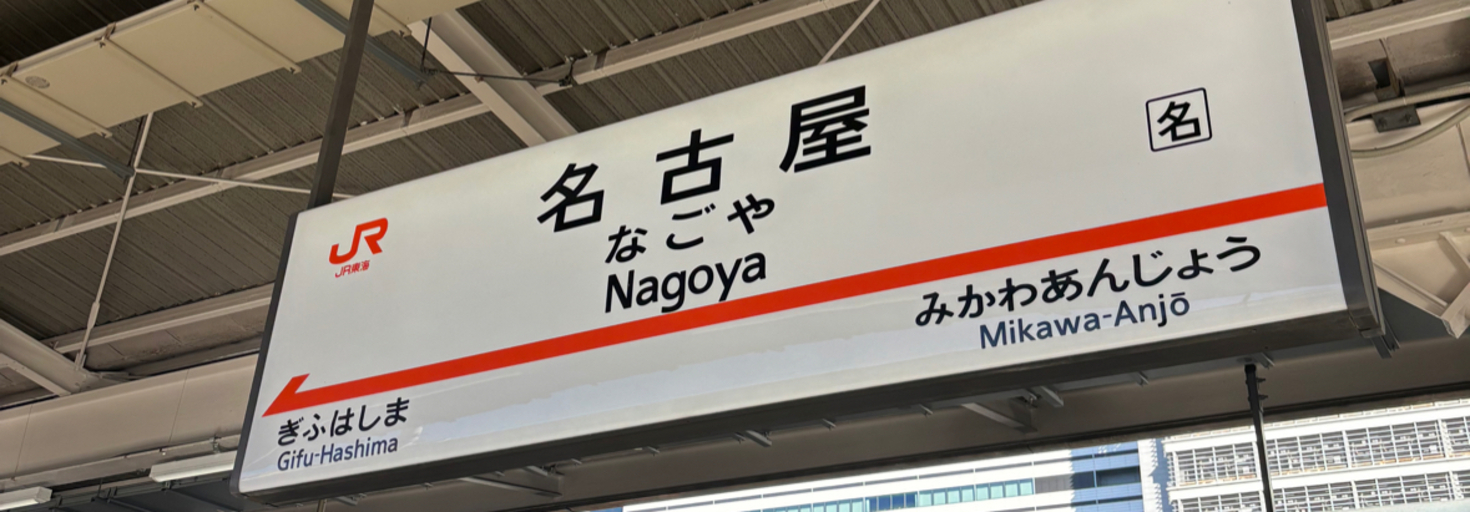 JR
JR東海
名古屋
なごや
Nagoya
名
ぎふはしま
Gifu-Hashima
みかわあんじょう
Mikawa-Anjō